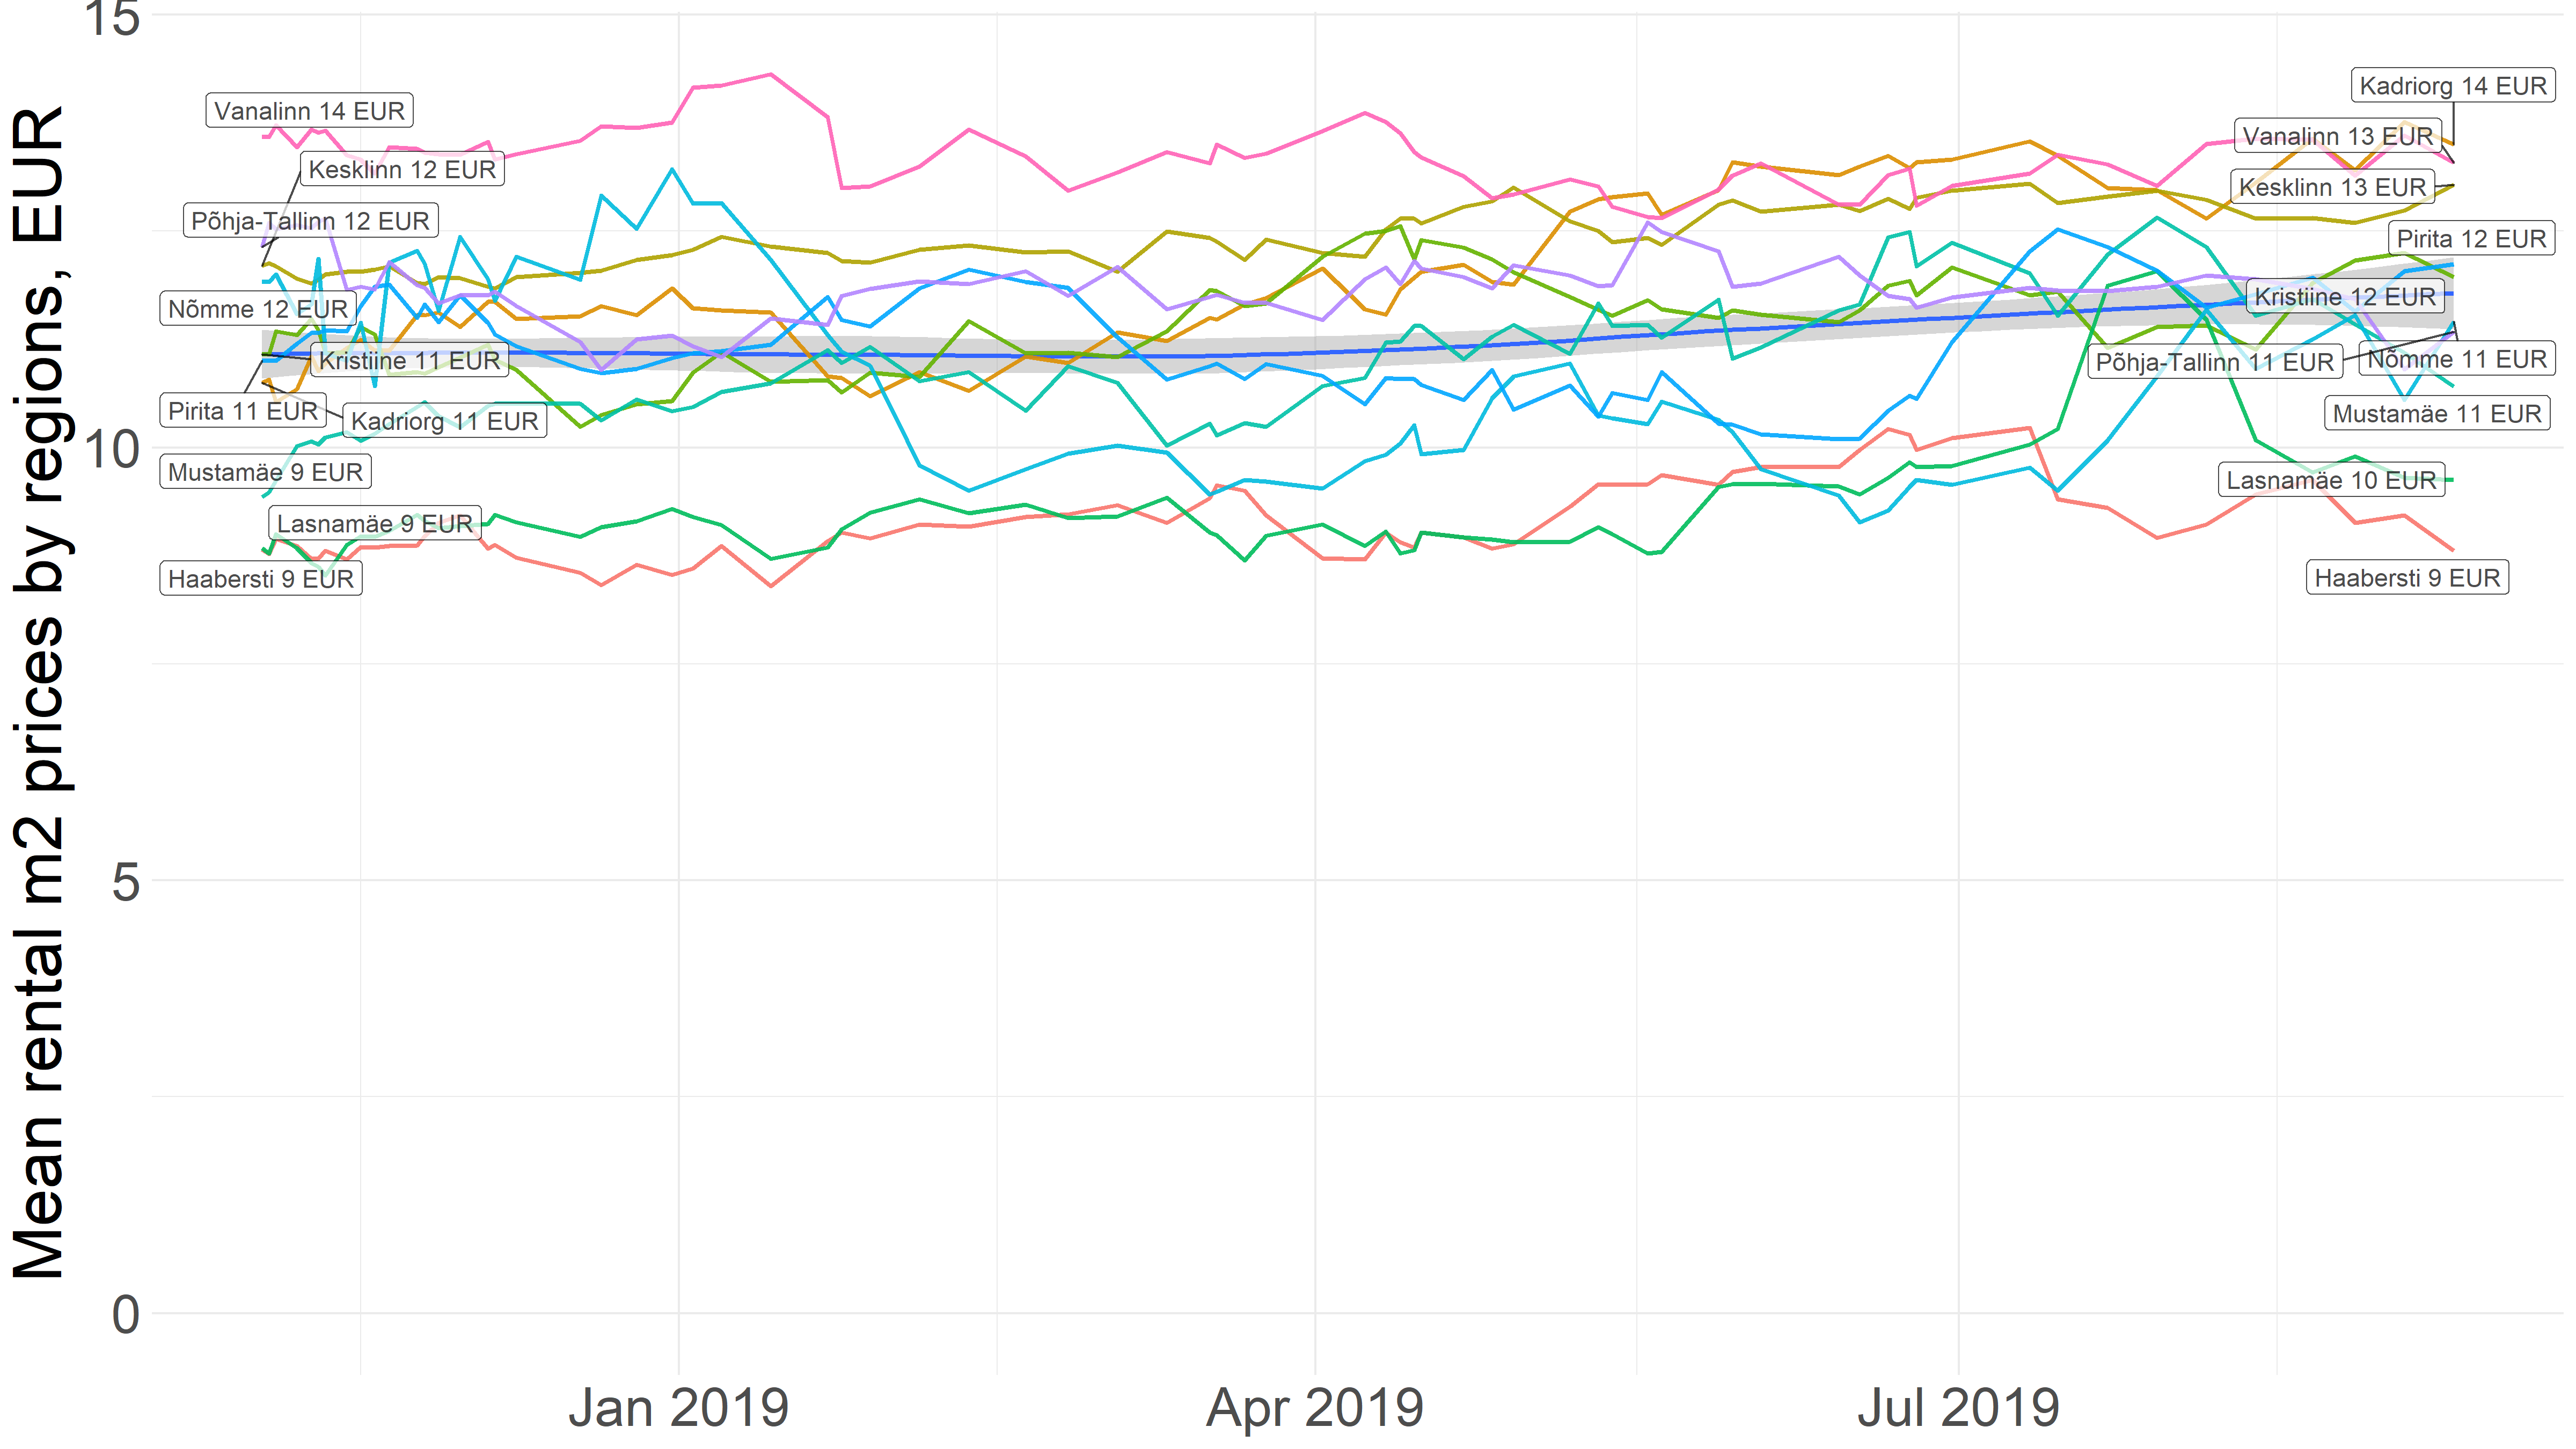 Mean rental m2 prices by regions, EUR
15
10
5
0
Vanalinn 14 EUR
Kesklinn 12 EUR
Põhja-Tallinn 12 EUR
Nõmme 12 EUR
Kristiine 11 EUR
Pirita 11 EUR
Kadriorg 11 EUR
Mustamäe 9 EUR
Lasnamäe 9 EUR
Haabersti 9 EUR
Kadriorg 14 EUR
Vanalinn 13 EUR
Kesklinn 13 EUR
Pirita 12 EUR
Kristiine 12 EUR
Põhja-Tallinn 11 EUR
Nõmme 11 EUR
Mustamäe 11 EUR
Lasnamäe 10 EUR
Haabersti 9 EUR
Jan 2019
Apr 2019
Jul 2019